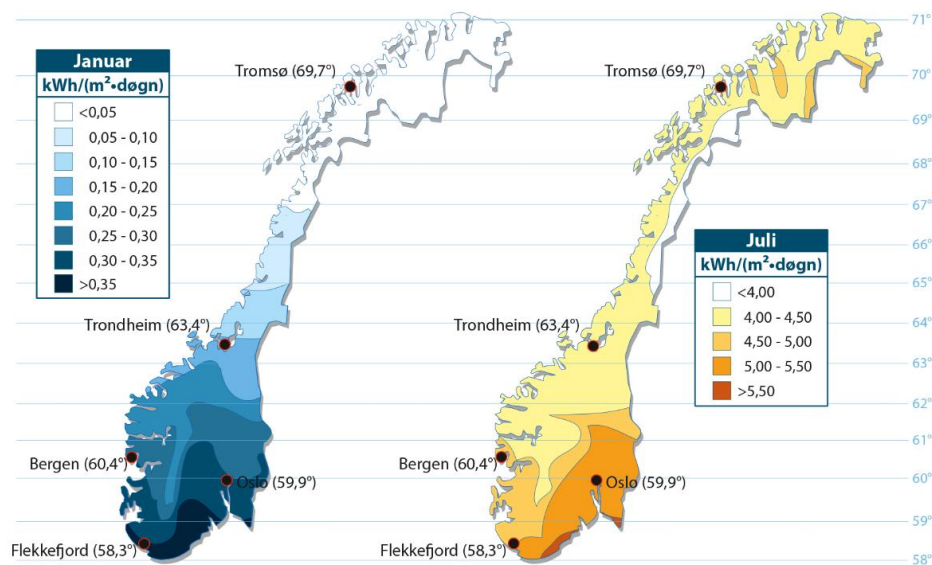 Januar
kWh/(m²•døgn)
<0,05
0,05 - 0,10
0,10 - 0,15
0,15 - 0,20
0,20 - 0,25
0,25 - 0,30
0,30 - 0,35
>0,35
Tromsø (69,7°)
Trondheim (63,4°)
Bergen (60,4°)
Oslo (59,9°)
Flekkefjord (58,3°)
Tromsø (69,7°)
Trondheim (63,4°)
Bergen (60,4°)
Oslo (59,9°)
Flekkefjord (58,3°)
Juli
kWh/(m²•døgn)
<4,00
4,00 - 4,50
4,50 - 5,00
5,00 - 5,50
>5,50
71°
70°
69°
68°
67°
66°
65°
64°
63°
62°
61°
60°
59°
58°